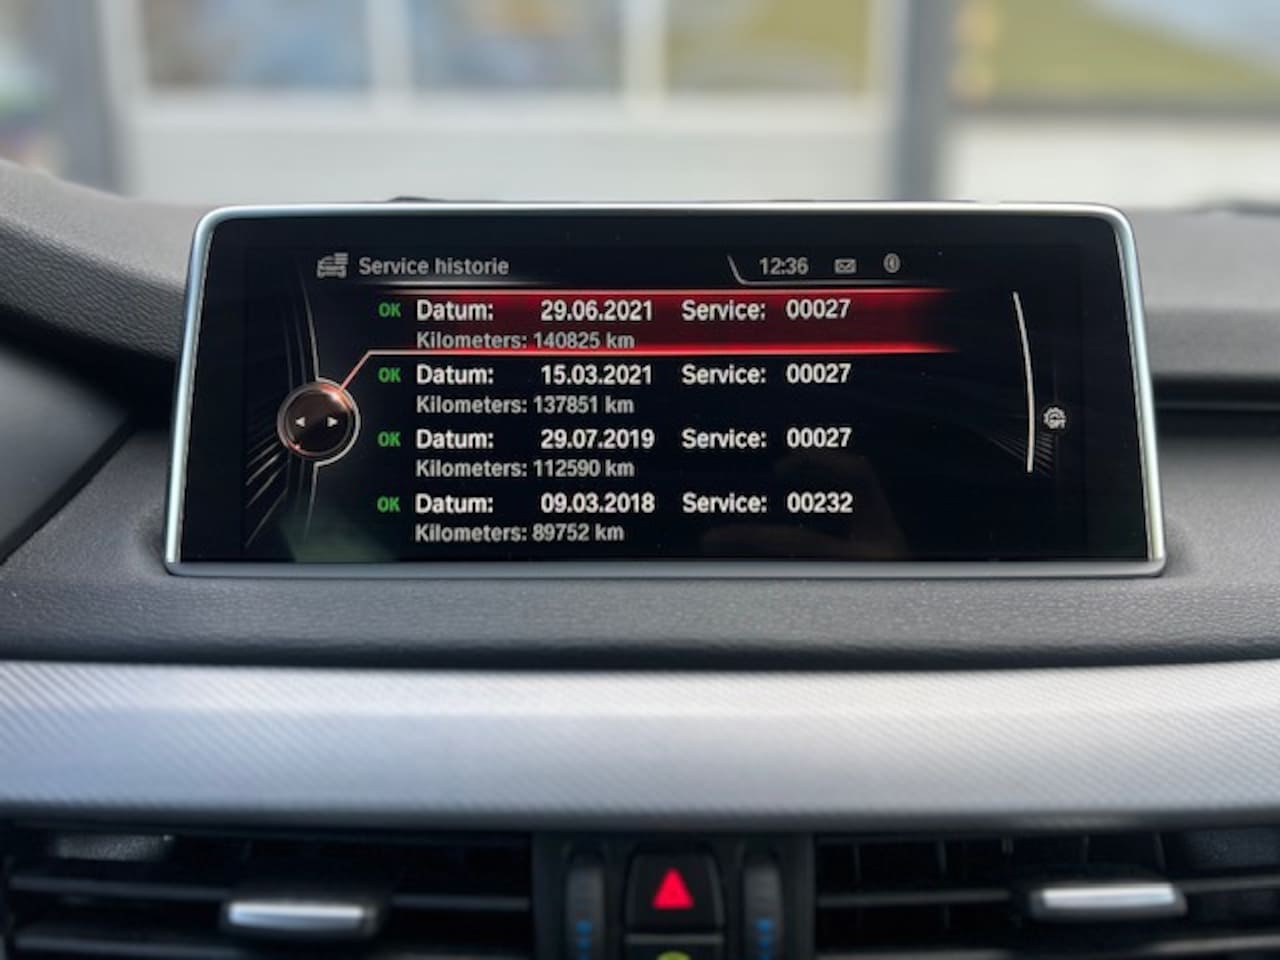 Service historie 12:36
OK Datum: 29.06.2021 Service: 00027
Kilometers: 140825 km
OK Datum: 15.03.2021 Service: 00027
Kilometers: 137851 km
OK Datum: 29.07.2019 Service: 00027
Kilometers: 112590 km
OK Datum: 09.03.2018 Service: 00232
Kilometers: 89752 km
OPT